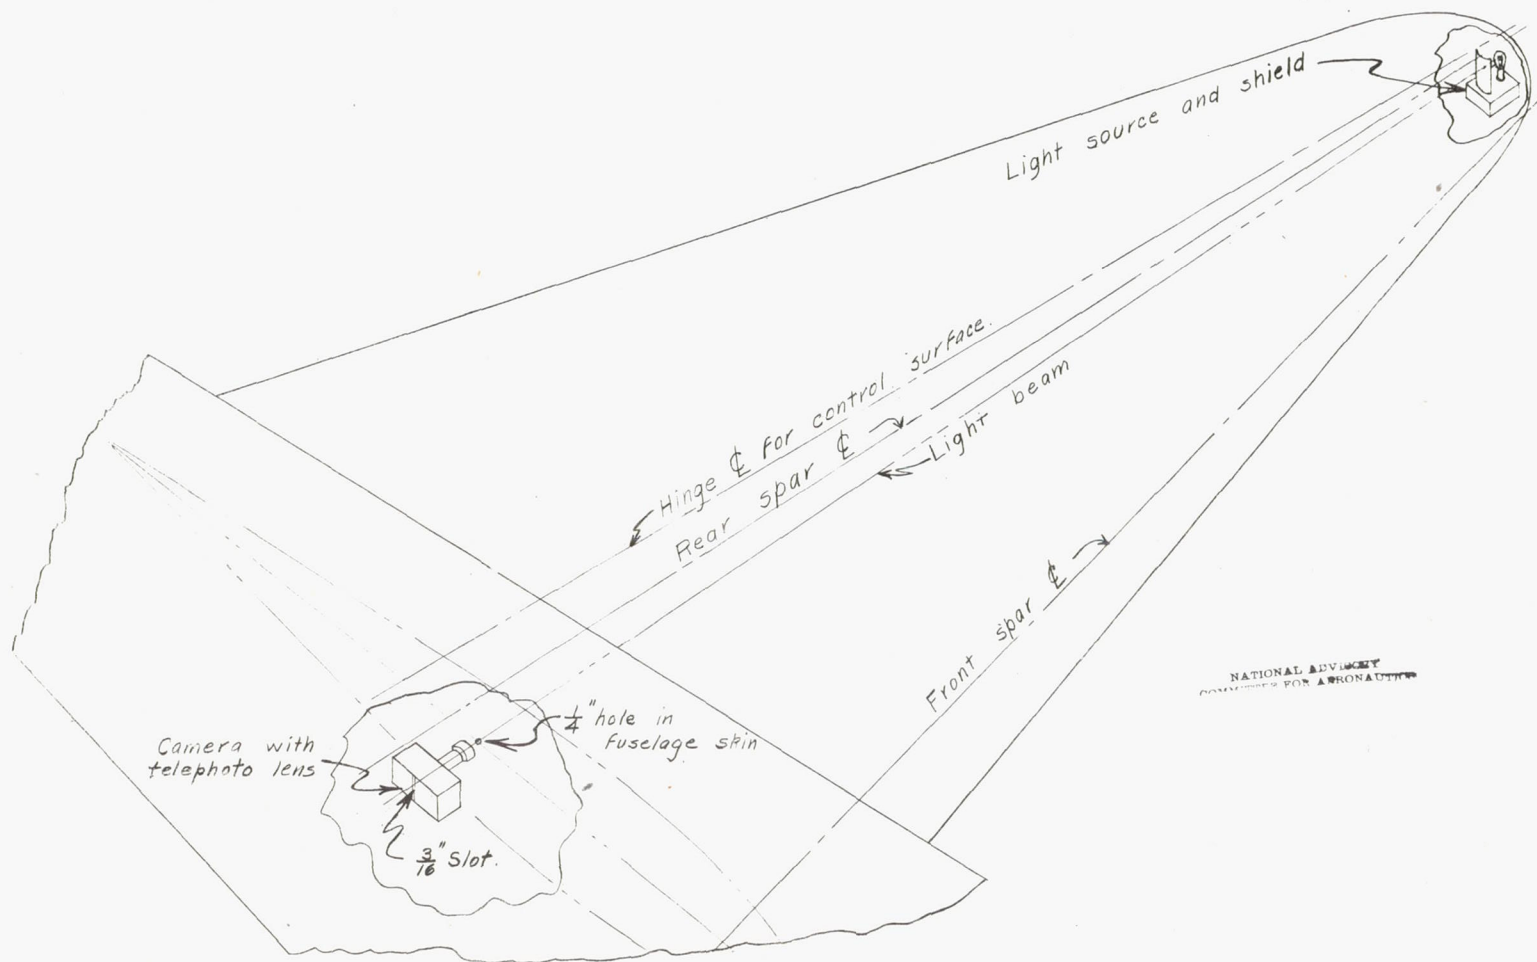 Light source and shield
Hinge ℄ for control surface.
Rear spar ℄
Light beam
Front spar ℄
NATIONAL ADVISORY
COMMITTEE FOR AERONAUTICS
1/4" hole in
fuselage skin
Camera with
telephoto lens
3/16" Slot.